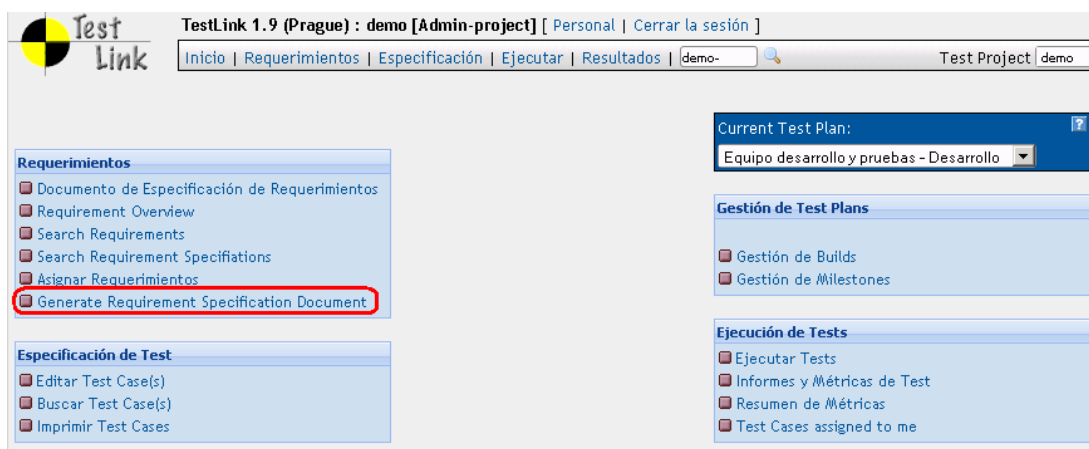 Test
Link
TestLink 1.9 (Prague) : demo [Admin-project] [ Personal | Cerrar la sesión ]
Inicio | Requerimientos | Especificación | Ejecutar | Resultados | demo-
Test Project demo
Current Test Plan: ?
Equipo desarrollo y pruebas - Desarrollo
Requerimientos
Documento de Especificación de Requerimientos
Requirement Overview
Search Requirements
Search Requirement Specifiations
Asignar Requerimientos
Generate Requirement Specification Document
Especificación de Test
Editar Test Case(s)
Buscar Test Case(s)
Imprimir Test Cases
Gestión de Test Plans
Gestión de Builds
Gestión de Milestones
Ejecución de Tests
Ejecutar Tests
Informes y Métricas de Test
Resumen de Métricas
Test Cases assigned to me